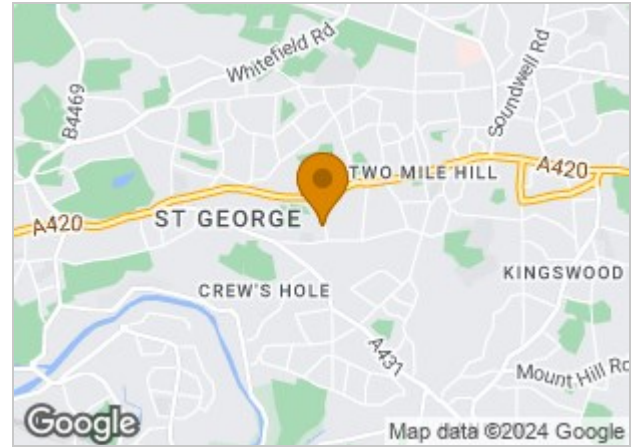 Whitefield Rd
Soundwell Rd
B4469
TWO MILE HILL
A420
A420
ST GEORGE
KINGSWOOD
CREW'S HOLE
A431
Mount Hill Rd
Google
Map data ©2024 Google